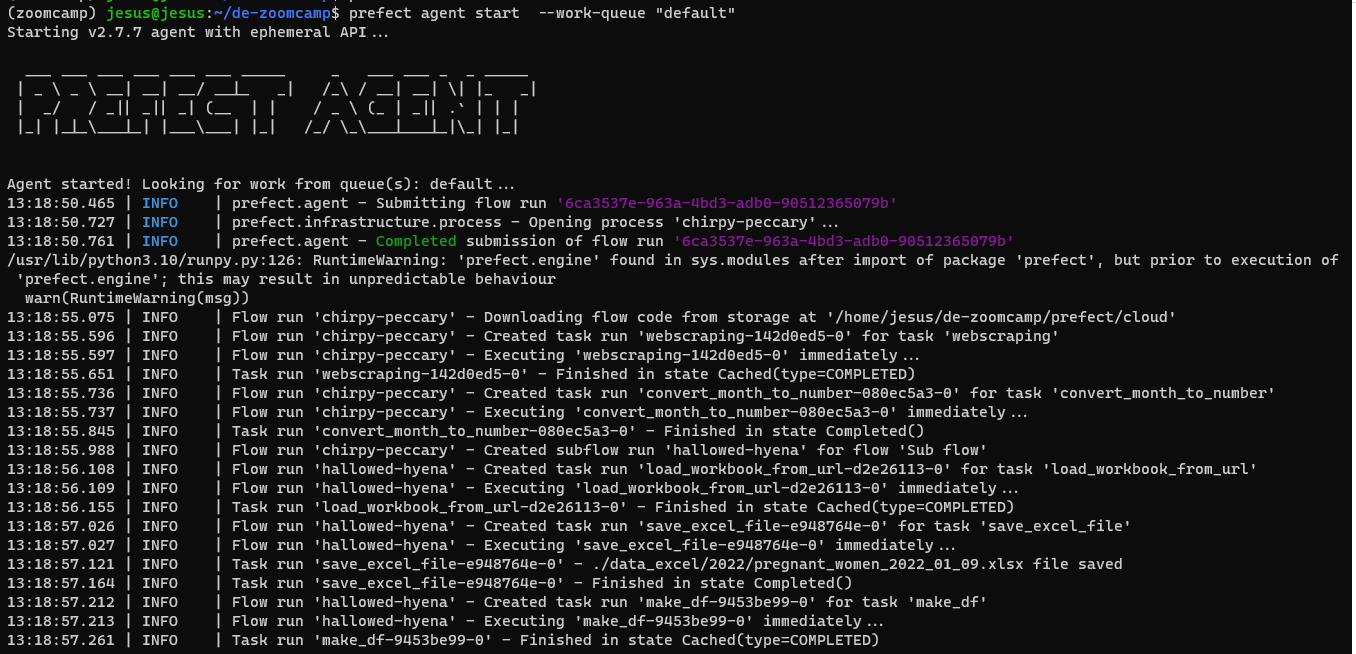 (zoomcamp) jesus@jesus:~/de-zoomcamp$ prefect agent start  --work-queue "default"
Starting v2.7.7 agent with ephemeral API...
PREFECT AGENT
Agent started! Looking for work from queue(s): default...
13:18:50.465 | INFO    | prefect.agent - Submitting flow run '6ca3537e-963a-4bd3-adb0-90512365079b'
13:18:50.727 | INFO    | prefect.infrastructure.process - Opening process 'chirpy-peccary'...
13:18:50.761 | INFO    | prefect.agent - Completed submission of flow run '6ca3537e-963a-4bd3-adb0-90512365079b'
/usr/lib/python3.10/runpy.py:126: RuntimeWarning: 'prefect.engine' found in sys.modules after import of package 'prefect', but prior to execution of
 'prefect.engine'; this may result in unpredictable behaviour
  warn(RuntimeWarning(msg))
13:18:55.075 | INFO    | Flow run 'chirpy-peccary' - Downloading flow code from storage at '/home/jesus/de-zoomcamp/prefect/cloud'
13:18:55.596 | INFO    | Flow run 'chirpy-peccary' - Created task run 'webscraping-142d0ed5-0' for task 'webscraping'
13:18:55.597 | INFO    | Flow run 'chirpy-peccary' - Executing 'webscraping-142d0ed5-0' immediately...
13:18:55.651 | INFO    | Task run 'webscraping-142d0ed5-0' - Finished in state Cached(type=COMPLETED)
13:18:55.736 | INFO    | Flow run 'chirpy-peccary' - Created task run 'convert_month_to_number-080ec5a3-0' for task 'convert_month_to_number'
13:18:55.737 | INFO    | Flow run 'chirpy-peccary' - Executing 'convert_month_to_number-080ec5a3-0' immediately...
13:18:55.845 | INFO    | Task run 'convert_month_to_number-080ec5a3-0' - Finished in state Completed()
13:18:55.988 | INFO    | Flow run 'chirpy-peccary' - Created subflow run 'hallowed-hyena' for flow 'Sub flow'
13:18:56.108 | INFO    | Flow run 'hallowed-hyena' - Created task run 'load_workbook_from_url-d2e26113-0' for task 'load_workbook_from_url'
13:18:56.109 | INFO    | Flow run 'hallowed-hyena' - Executing 'load_workbook_from_url-d2e26113-0' immediately...
13:18:56.155 | INFO    | Task run 'load_workbook_from_url-d2e26113-0' - Finished in state Cached(type=COMPLETED)
13:18:57.026 | INFO    | Flow run 'hallowed-hyena' - Created task run 'save_excel_file-e948764e-0' for task 'save_excel_file'
13:18:57.027 | INFO    | Flow run 'hallowed-hyena' - Executing 'save_excel_file-e948764e-0' immediately...
13:18:57.121 | INFO    | Task run 'save_excel_file-e948764e-0' - ./data_excel/2022/pregnant_women_2022_01_09.xlsx file saved
13:18:57.164 | INFO    | Task run 'save_excel_file-e948764e-0' - Finished in state Completed()
13:18:57.212 | INFO    | Flow run 'hallowed-hyena' - Created task run 'make_df-9453be99-0' for task 'make_df'
13:18:57.213 | INFO    | Flow run 'hallowed-hyena' - Executing 'make_df-9453be99-0' immediately...
13:18:57.261 | INFO    | Task run 'make_df-9453be99-0' - Finished in state Cached(type=COMPLETED)